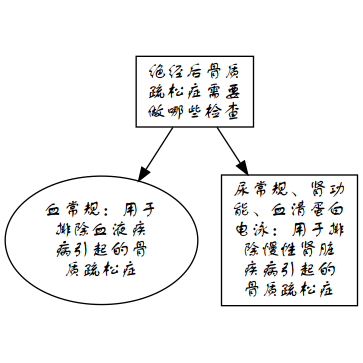 绝经后骨质
疏松症需要
做哪些检查
血常规：用于
排除血液疾
病引起的骨
质疏松症
尿常规、肾功
能、血清蛋白
电泳：用于排
除慢性肾脏
疾病引起的
骨质疏松症